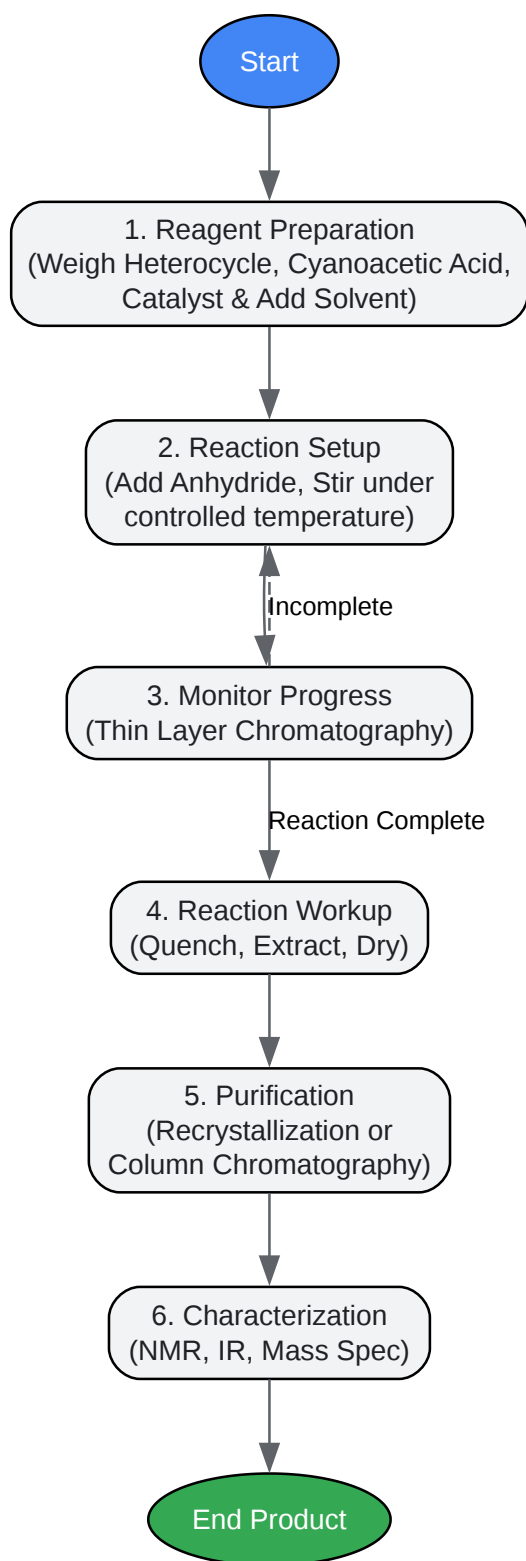 Start
1. Reagent Preparation
(Weigh Heterocycle, Cyanoacetic Acid,
Catalyst & Add Solvent)
2. Reaction Setup
(Add Anhydride, Stir under
controlled temperature)
Incomplete
3. Monitor Progress
(Thin Layer Chromatography)
Reaction Complete
4. Reaction Workup
(Quench, Extract, Dry)
5. Purification
(Recrystallization or
Column Chromatography)
6. Characterization
(NMR, IR, Mass Spec)
End Product